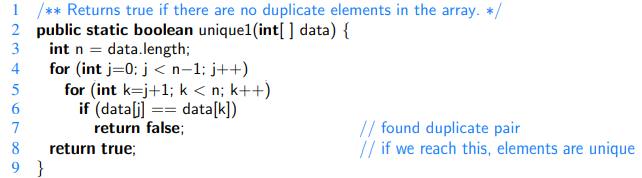 1 /** Returns true if there are no duplicate elements in the array. */
2 public static boolean unique1(int[ ] data) {
3 int n = data.length;
4 for (int j=0; j < n−1; j++)
5 for (int k=j+1; k < n; k++)
6 if (data[j] == data[k])
7 return false; // found duplicate pair
8 return true; // if we reach this, elements are unique
9 }